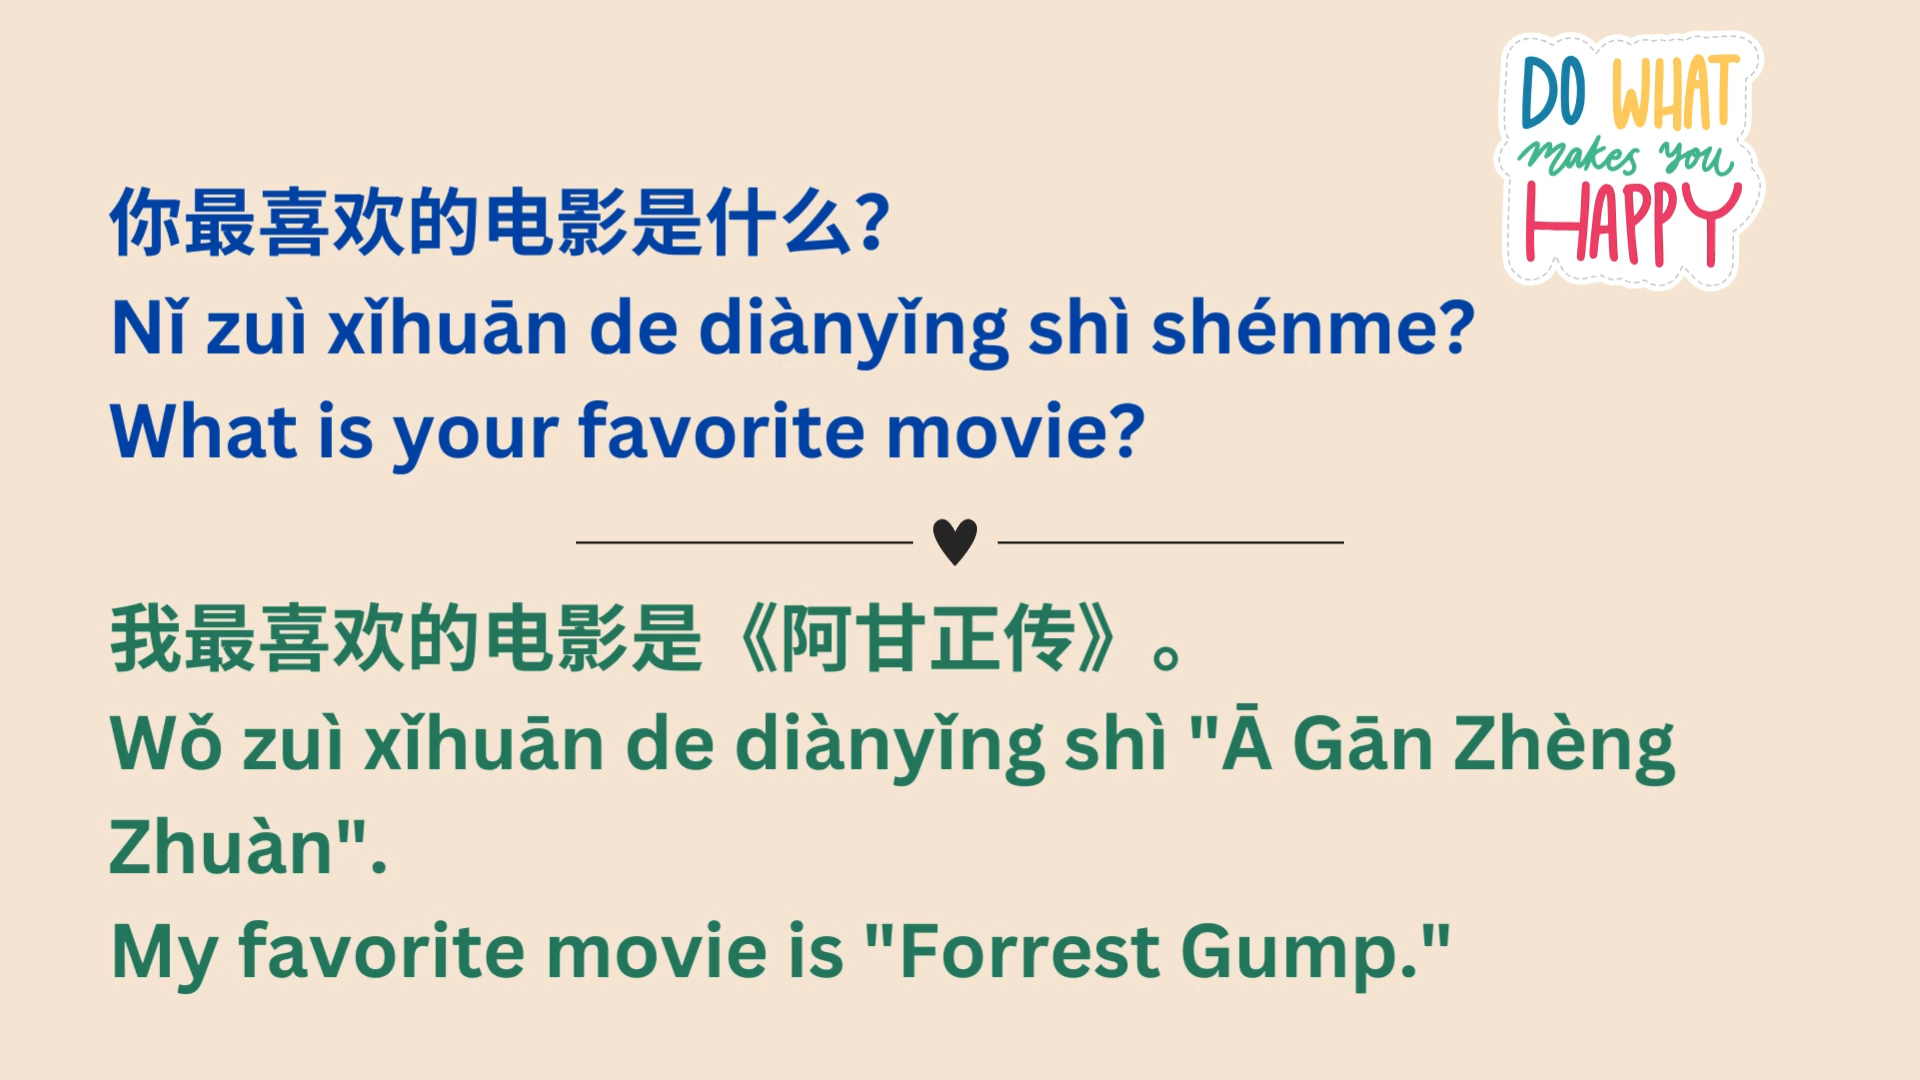 DO WHAT
makes you
HAPPY
你最喜欢的电影是什么?
Nǐ zuì xǐhuān de diànyǐng shì shénme?
What is your favorite movie?
我最喜欢的电影是《阿甘正传》。
Wǒ zuì xǐhuān de diànyǐng shì "Ā Gān Zhèng
Zhuàn".
My favorite movie is "Forrest Gump."